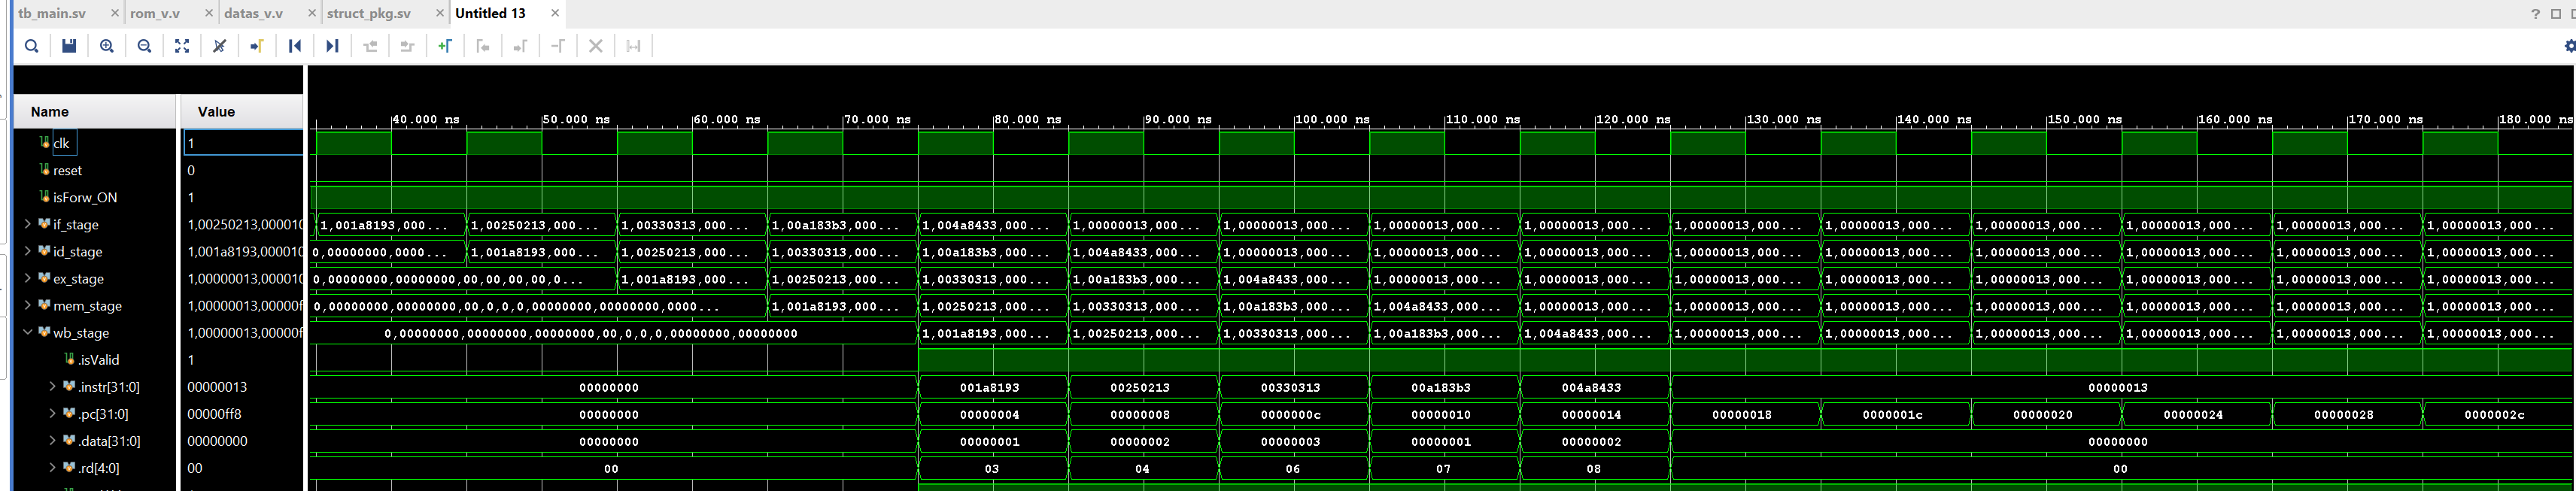 tb_main.sv × rom_v.v × datas_v.v × struct_pkg.sv × Untitled 13 ×
?
Name Value
40.000 ns 50.000 ns 60.000 ns 70.000 ns 80.000 ns 90.000 ns 100.000 ns 110.000 ns 120.000 ns 130.000 ns 140.000 ns 150.000 ns 160.000 ns 170.000 ns 180.000 ns
clk 1
reset 0
isForw_ON 1
if_stage 1,00250213,000010 1,001a8193,000... 1,00250213,000... 1,00330313,000... 1,00a183b3,000... 1,004a8433,000... 1,00000013,000... 1,00000013,000... 1,00000013,000... 1,00000013,000... 1,00000013,000... 1,00000013,000... 1,00000013,000... 1,00000013,000... 1,00000013,000... 1,00000013,000...
id_stage 1,001a8193,000010 0,00000000,0000... 1,001a8193,000... 1,00250213,000... 1,00330313,000... 1,00a183b3,000... 1,004a8433,000... 1,00000013,000... 1,00000013,000... 1,00000013,000... 1,00000013,000... 1,00000013,000... 1,00000013,000... 1,00000013,000... 1,00000013,000... 1,00000013,000...
ex_stage 1,00000013,000010 0,00000000,00000000,00,00,00,00,0... 1,001a8193,000... 1,00250213,000... 1,00330313,000... 1,00a183b3,000... 1,004a8433,000... 1,00000013,000... 1,00000013,000... 1,00000013,000... 1,00000013,000... 1,00000013,000... 1,00000013,000... 1,00000013,000... 1,00000013,000...
mem_stage 1,00000013,00000f 0,00000000,00000000,00,0,0,0,00000000,00000000,0000... 1,001a8193,000... 1,00250213,000... 1,00330313,000... 1,00a183b3,000... 1,004a8433,000... 1,00000013,000... 1,00000013,000... 1,00000013,000... 1,00000013,000... 1,00000013,000... 1,00000013,000... 1,00000013,000...
wb_stage 1,00000013,00000f 0,00000000,00000000,00000000,00,0,0,0,00000000,00000000 1,001a8193,000... 1,00250213,000... 1,00330313,000... 1,00a183b3,000... 1,004a8433,000... 1,00000013,000... 1,00000013,000... 1,00000013,000... 1,00000013,000... 1,00000013,000... 1,00000013,000...
.isValid 1
.instr[31:0] 00000013 00000000 001a8193 00250213 00330313 00a183b3 004a8433 00000013
.pc[31:0] 00000ff8 00000000 00000004 00000008 0000000c 00000010 00000014 00000018 0000001c 00000020 00000024 00000028 0000002c
.data[31:0] 00000000 00000000 00000001 00000002 00000003 00000001 00000002 00000000
.rd[4:0] 00 00 03 04 06 07 08 00